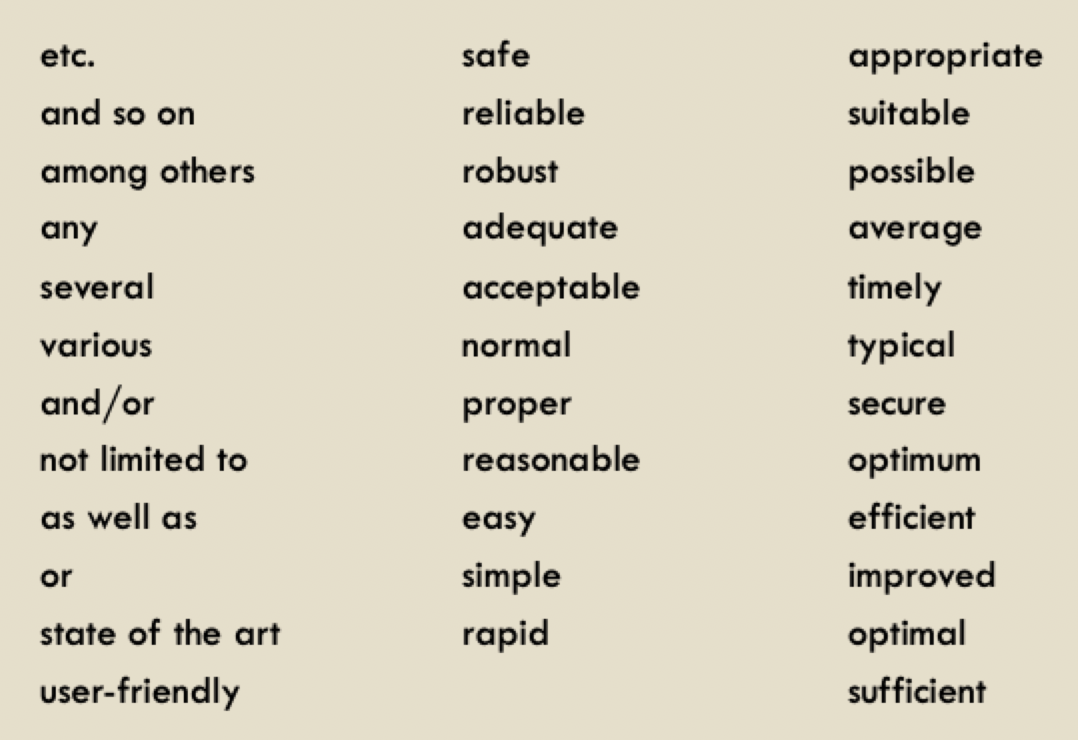 etc.
and so on
among others
any
several
various
and/or
not limited to
as well as
or
state of the art
user-friendly
safe
reliable
robust
adequate
acceptable
normal
proper
reasonable
easy
simple
rapid
appropriate
suitable
possible
average
timely
typical
secure
optimum
efficient
improved
optimal
sufficient